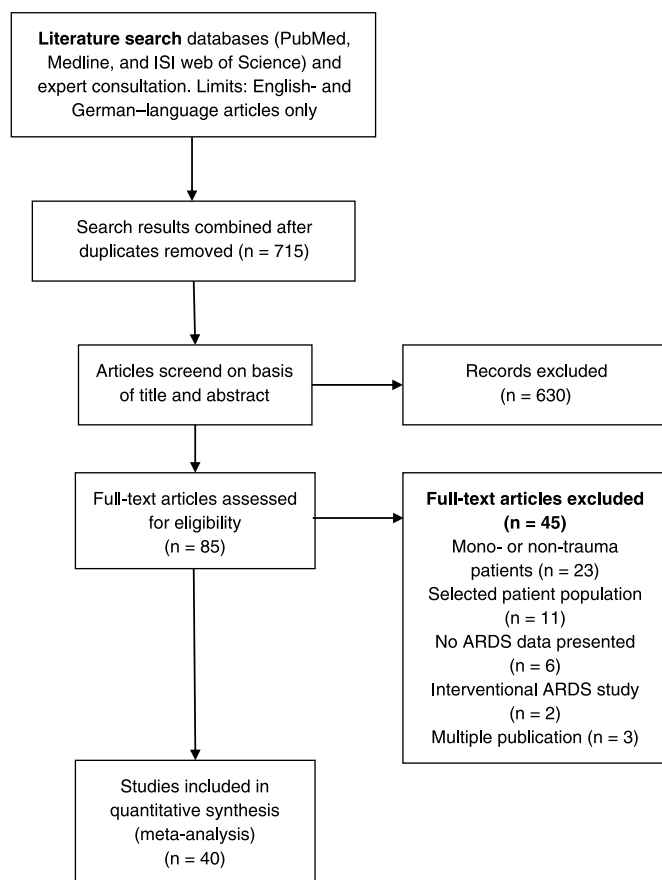 Literature search databases (PubMed,
Medline, and ISI web of Science) and
expert consultation. Limits: English- and
German–language articles only
Search results combined after
duplicates removed (n = 715)
Articles screend on basis
of title and abstract
Records excluded
(n = 630)
Full-text articles assessed
for eligibility
(n = 85)
Full-text articles excluded
(n = 45)
Mono- or non-trauma
patients (n = 23)
Selected patient population
(n = 11)
No ARDS data presented
(n = 6)
Interventional ARDS study
(n = 2)
Multiple publication (n = 3)
Studies included in
quantitative synthesis
(meta-analysis)
(n = 40)